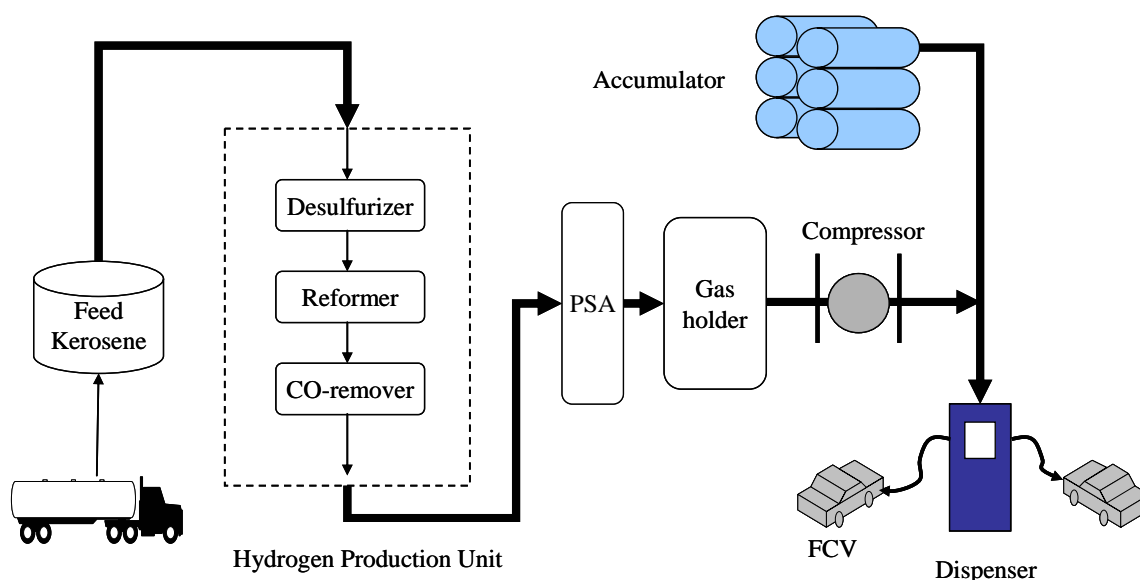 Accumulator
Desulfurizer
Compressor
Feed
Kerosene
Reformer
PSA
Gas
holder
CO-remover
FCV
Hydrogen Production Unit
Dispenser